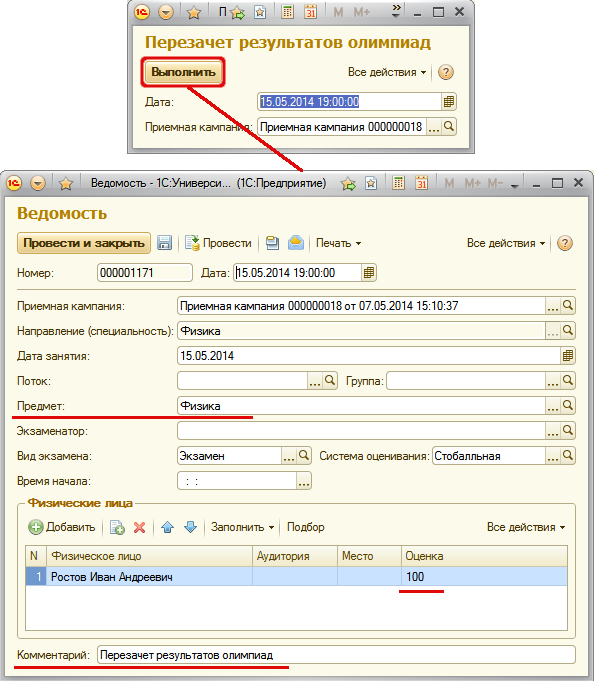 П M M+
Перезачет результатов олимпиад
Выполнить Все действия ?
Дата: 15.05.2014 19:00:00
Приемная кампания: Приемная кампания 000000018 ...
Ведомость - 1С:Универси... (1С:Предприятие) 31 M M+ M-
Ведомость
Провести и закрыть Провести Печать Все действия ?
Номер: 000001171 Дата: 15.05.2014 19:00:00
Приемная кампания: Приемная кампания 000000018 от 07.05.2014 15:10:37 ...
Направление (специальность): Физика ...
Дата занятия: 15.05.2014
Поток: ... Группа: ...
Предмет: Физика ...
Экзаменатор: ...
Вид экзамена: Экзамен ... Система оценивания: Стобалльная ...
Время начала: : : ...
Физические лица
Добавить Заполнить Подбор Все действия
N Физическое лицо Аудитория Место Оценка
1 Ростов Иван Андреевич 100
Комментарий: Перезачет результатов олимпиад